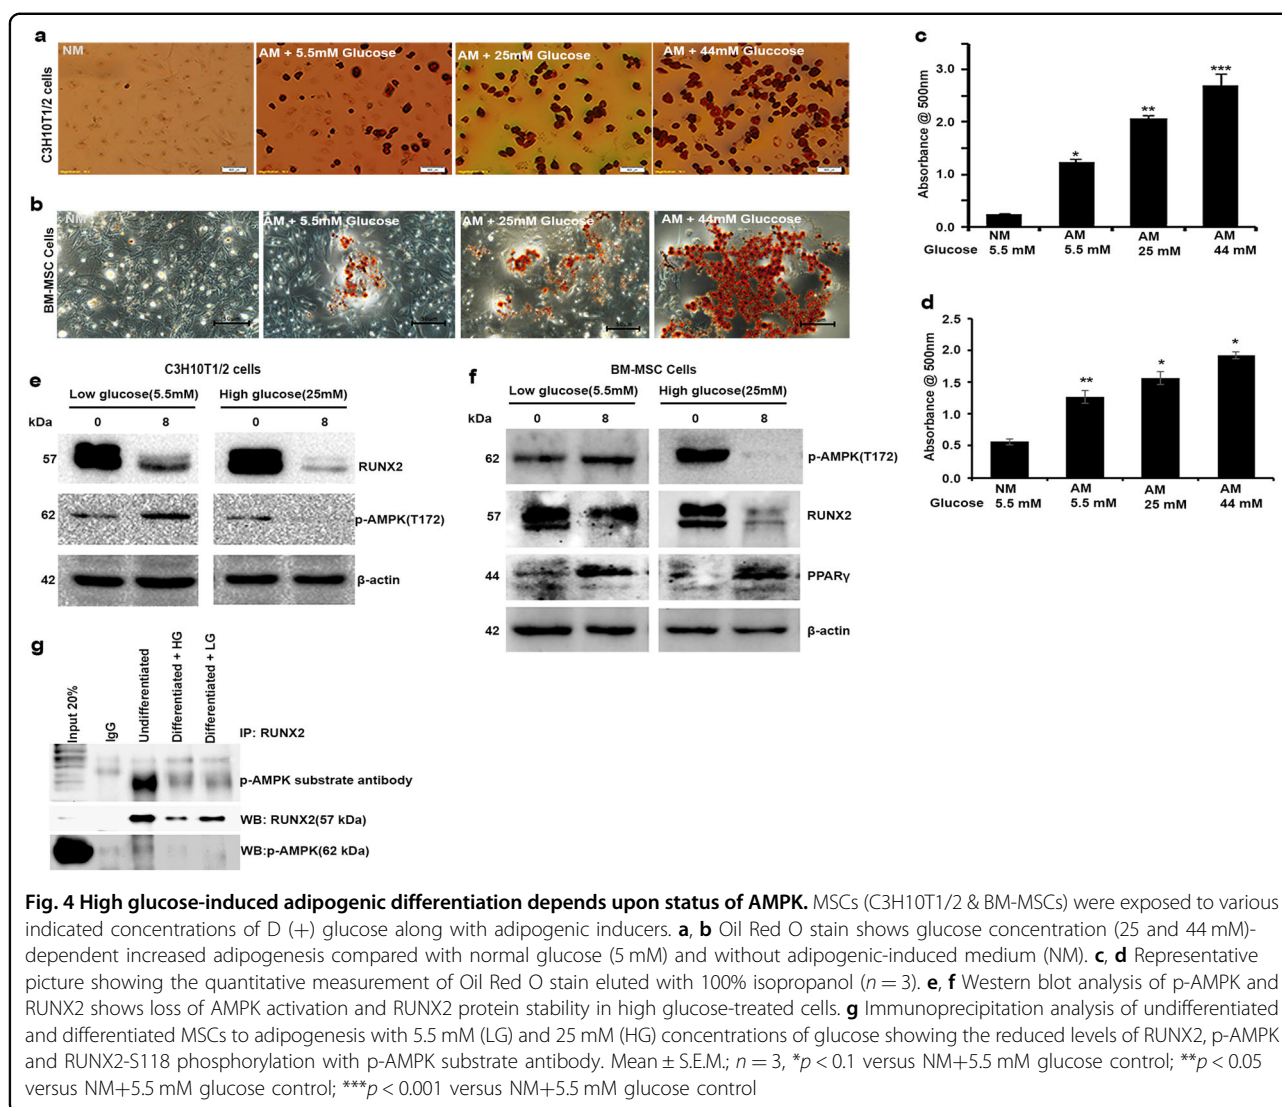 a
C3H10T1/2 cells
NM
AM + 5.5mM Glucose
AM + 25mM Glucose
AM + 44mM Gluccose
b
BM-MSC Cells
NM
AM + 5.5mM Glucose
AM + 25mM Glucose
AM + 44mM Gluccose
c
Absorbance @ 500nm
3.0
2.0
1.0
0.0
*
**
***
NM AM AM AM
Glucose 5.5 mM 5.5 mM 25 mM 44 mM
d
Absorbance @ 500nm
2.5
2.0
1.5
1.0
0.5
0.0
**
*
*
NM AM AM AM
Glucose 5.5 mM 5.5 mM 25 mM 44 mM
e
C3H10T1/2 cells
Low glucose(5.5mM) High glucose(25mM)
kDa 0 8 0 8
57 RUNX2
62 p-AMPK(T172)
42 β-actin
f
BM-MSC Cells
Low glucose(5.5mM) High glucose(25mM)
0 8 0 8
62 p-AMPK(T172)
57 RUNX2
44 PPARγ
42 β-actin
g
Input 20%
IgG
Undifferentiated
Differentiated + HG
Differentiated + LG
IP: RUNX2
p-AMPK substrate antibody
WB: RUNX2(57 kDa)
WB:p-AMPK(62 kDa)
Fig. 4 High glucose-induced adipogenic differentiation depends upon status of AMPK. MSCs (C3H10T1/2 & BM-MSCs) were exposed to various
indicated concentrations of D (+) glucose along with adipogenic inducers. a, b Oil Red O stain shows glucose concentration (25 and 44 mM)-
dependent increased adipogenesis compared with normal glucose (5 mM) and without adipogenic-induced medium (NM). c, d Representative
picture showing the quantitative measurement of Oil Red O stain eluted with 100% isopropanol (n = 3). e, f Western blot analysis of p-AMPK and
RUNX2 shows loss of AMPK activation and RUNX2 protein stability in high glucose-treated cells. g Immunoprecipitation analysis of undifferentiated
and differentiated MSCs to adipogenesis with 5.5 mM (LG) and 25 mM (HG) concentrations of glucose showing the reduced levels of RUNX2, p-AMPK
and RUNX2-S118 phosphorylation with p-AMPK substrate antibody. Mean ± S.E.M.; n = 3, *p < 0.1 versus NM+5.5 mM glucose control; **p < 0.05
versus NM+5.5 mM glucose control; ***p < 0.001 versus NM+5.5 mM glucose control